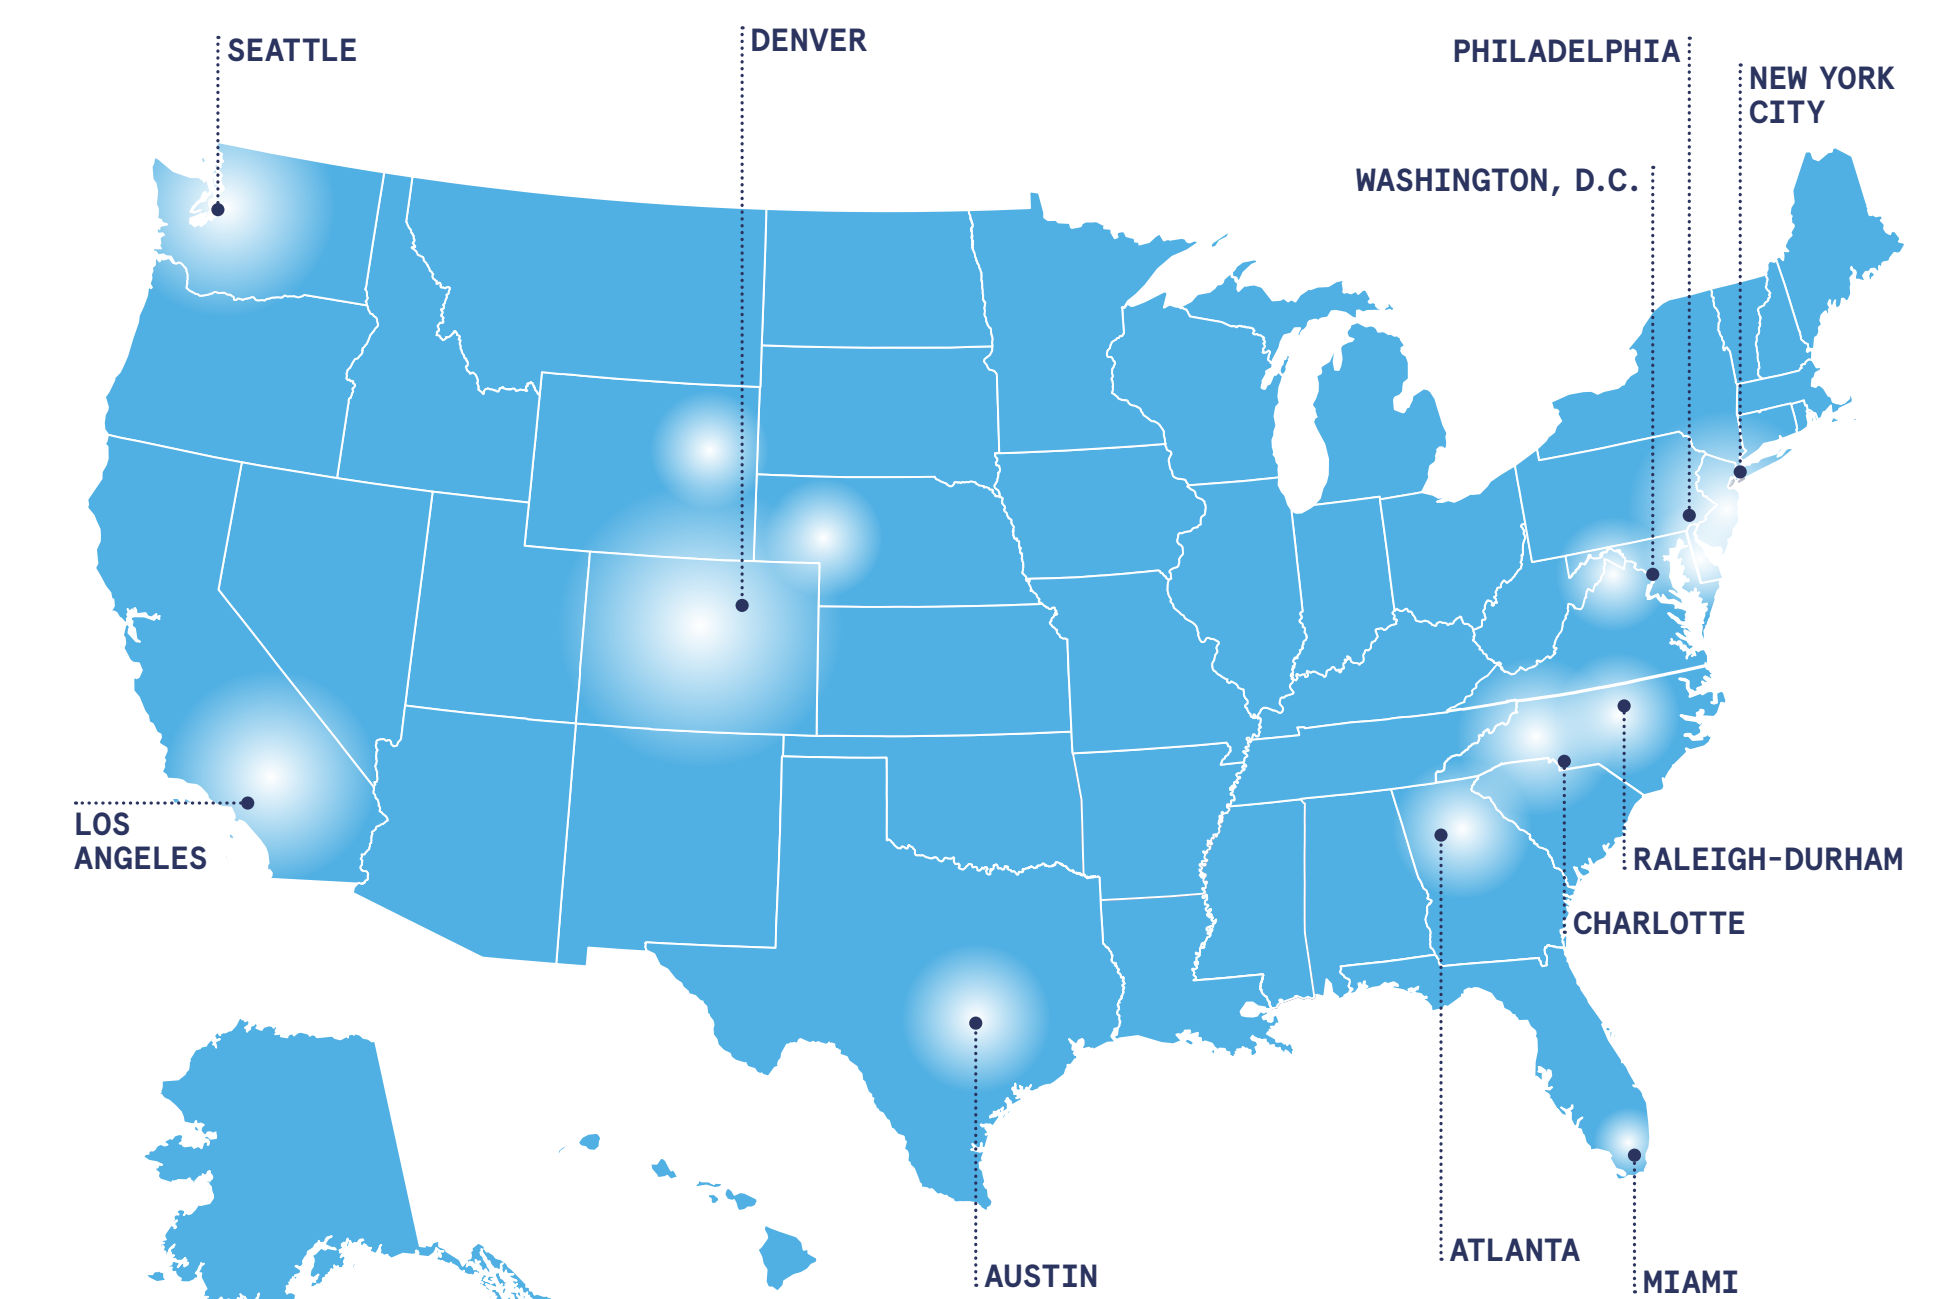 SEATTLE
DENVER
PHILADELPHIA
NEW YORK
CITY
WASHINGTON, D.C.
LOS
ANGELES
RALEIGH-DURHAM
CHARLOTTE
ATLANTA
AUSTIN
MIAMI